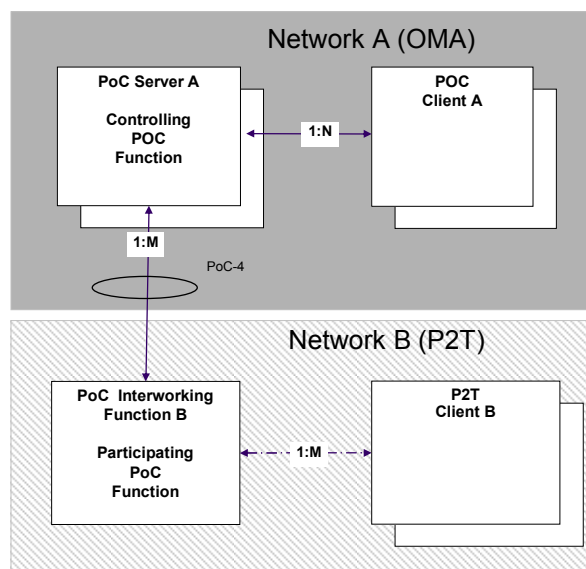 Network A (OMA)
PoC Server A
Controlling
POC
Function
1:N
POC
Client A
1:M
PoC-4
Network B (P2T)
PoC Interworking
Function B
Participating
PoC
Function
1:M
P2T
Client B